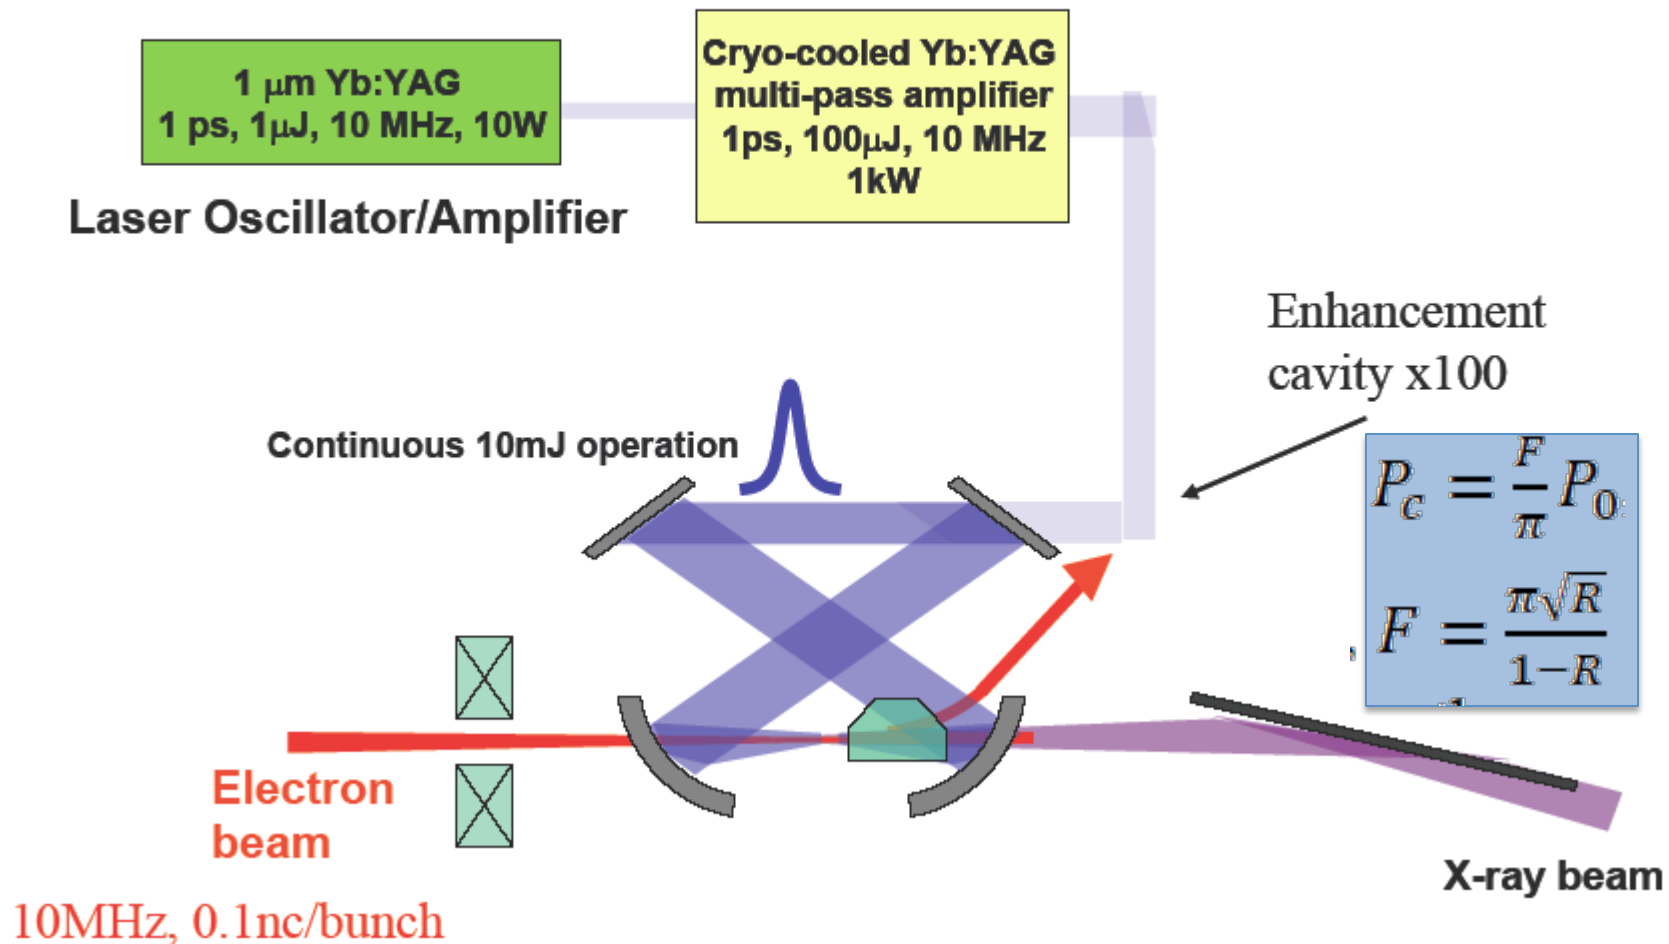 1 μm Yb:YAG
1 ps, 1μJ, 10 MHz, 10W
Cryo-cooled Yb:YAG
multi-pass amplifier
1ps, 100μJ, 10 MHz
1kW
Laser Oscillator/Amplifier
Enhancement
cavity x100
Continuous 10mJ operation
P_c = F/π P_0
F = π√R/(1−R)
Electron
beam
X-ray beam
10MHz, 0.1nc/bunch